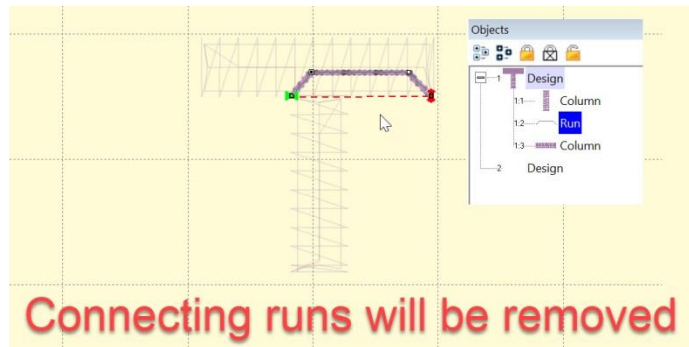 Objects
1 Design
1:1 Column
1:2 Run
1:3 Column
2 Design
Connecting runs will be removed